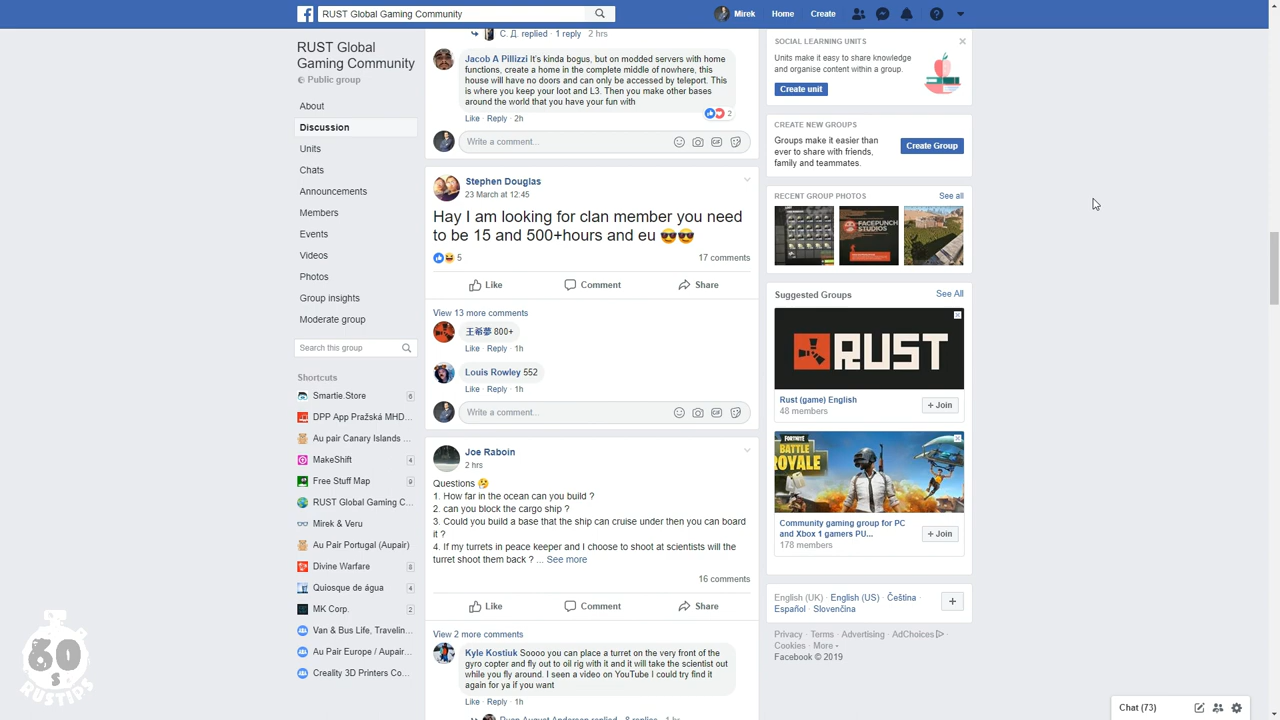 RUST Global Gaming Community
Mirek
Home
Create
RUST Global
Gaming Community
Public group
About
Discussion
Units
Chats
Announcements
Members
Events
Videos
Photos
Group insights
Moderate group
Search this group
Shortcuts
Smartie.Store 6
DPP App Pražská MHD...
Au pair Canary Islands ...
MakeShift 4
Free Stuff Map 9
RUST Global Gaming C...
Mirek & Veru
Au Pair Portugal (Aupair)
Divine Warfare 8
Quiosque de água 4
MK Corp. 2
Van & Bus Life, Travelin...
Au Pair Europe / Aupair...
Creality 3D Printers Co...
60
S
RUSTIPS
С. Д. replied · 1 reply 2 hrs
Jacob A Pillizzi It's kinda bogus, but on modded servers with home
functions, create a home in the complete middle of nowhere, this
house will have no doors and can only be accessed by teleport. This
is where you keep your loot and L3. Then you make other bases
around the world that you have your fun with
2
Like · Reply · 2h
Write a comment...
Stephen Douglas
23 March at 12:45
Hay I am looking for clan member you need
to be 15 and 500+hours and eu 😎😎
5
17 comments
Like
Comment
Share
View 13 more comments
王爺夢 800+
Like · Reply · 1h
Louis Rowley 552
Like · Reply · 1h
Write a comment...
Joe Raboin
2 hrs
Questions 🤔
1. How far in the ocean can you build ?
2. can you block the cargo ship ?
3. Could you build a base that the ship can cruise under then you can board
it ?
4. If my turrets in peace keeper and I choose to shoot at scientists will the
turret shoot them back ? ... See more
16 comments
Like
Comment
Share
View 2 more comments
Kyle Kostiuk Soooo you can place a turret on the very front of the
gyro copter and fly out to oil rig with it and it will take the scientist out
while you fly around. I seen a video on YouTube I could try find it
again for ya if you want
Like · Reply · 1h
Ryan August Andersen replied · 8 replies · 1 hr
SOCIAL LEARNING UNITS
Units make it easy to share knowledge
and organise content within a group.
Create unit
CREATE NEW GROUPS
Groups make it easier than
ever to share with friends,
family and teammates.
Create Group
RECENT GROUP PHOTOS
See all
FACEPUNCH
STUDIOS
Suggested Groups
See All
RUST
Rust (game) English
48 members
+ Join
FORTNITE
BATTLE
ROYALE
Community gaming group for PC
and Xbox 1 gamers PU...
178 members
+ Join
English (UK) · English (US) · Čeština ·
Español · Slovenčina
Privacy · Terms · Advertising · AdChoices ·
Cookies · More
Facebook © 2019
Chat (73)